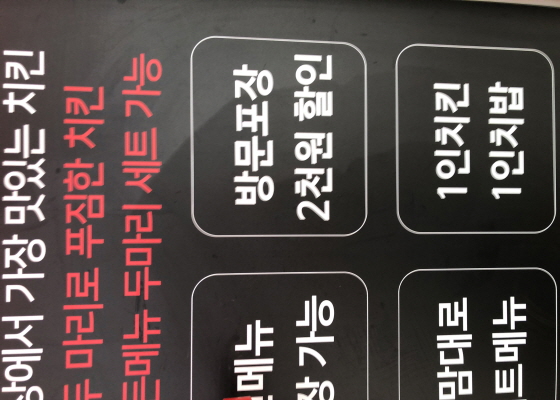 상에서 가장 맛있는 치킨
두 마리로 푸짐한 치킨
트메뉴 두마리 세트 가능
방문포장
2천원 할인
1인치킨
1인치밥
메뉴
장 가능
맘대로
트메뉴